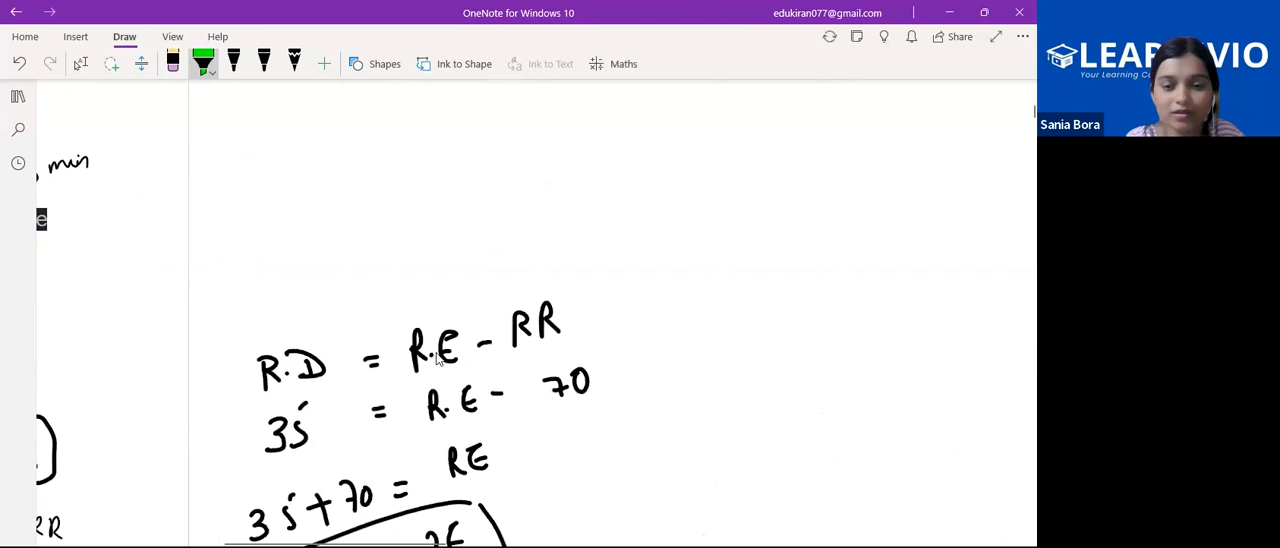 OneNote for Windows 10
edukiran077@gmail.com
Home Insert Draw View Help
Share
Shapes Ink to Shape Ink to Text Maths
Your Learning
Sania Bora
min
e
R.D = R.E - RR
35 = R.E - 70
35 + 70 = RE
RR